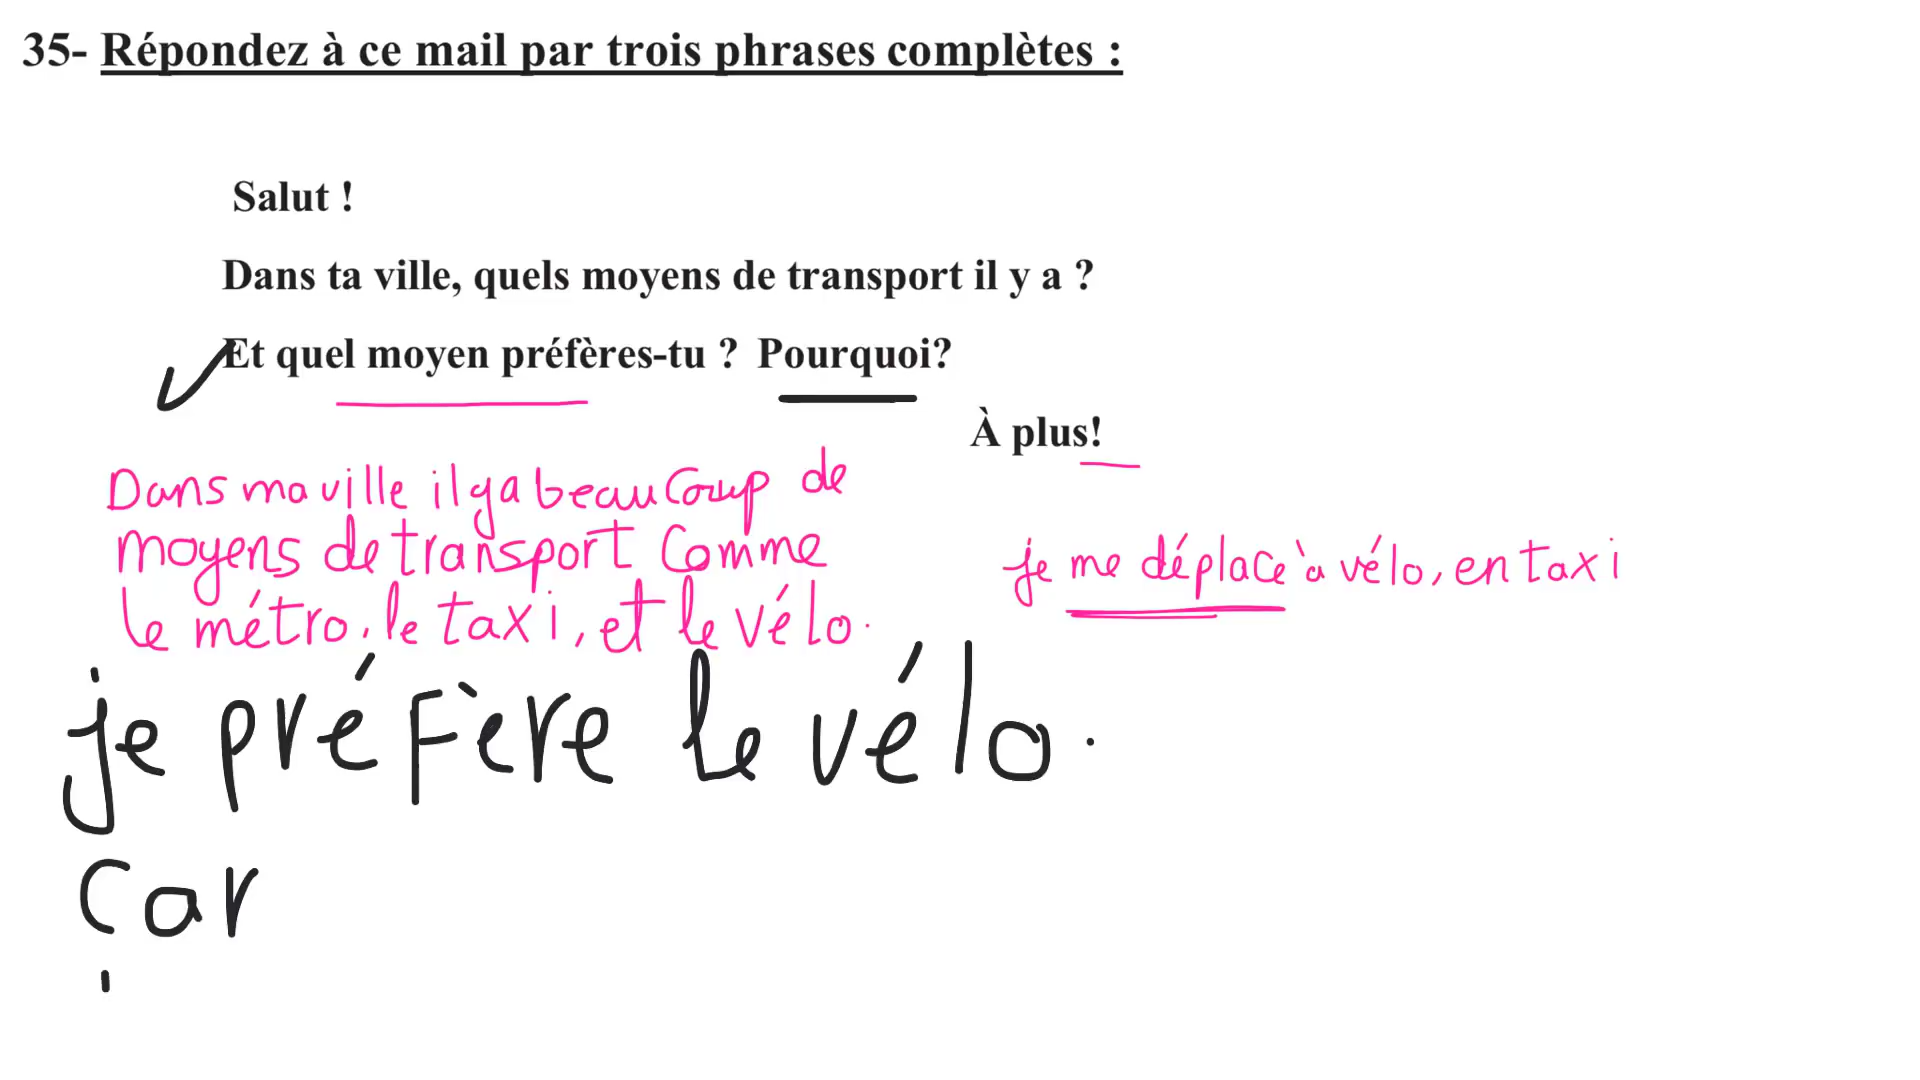 35- Répondez à ce mail par trois phrases complètes :
Salut !
Dans ta ville, quels moyens de transport il y a ?
Et quel moyen préfères-tu ? Pourquoi?
À plus!
Dans ma ville il y a beaucoup de
moyens de transport comme
le métro, le taxi, et le vélo.
je me déplace à vélo, en taxi
je préfère le vélo.
Car